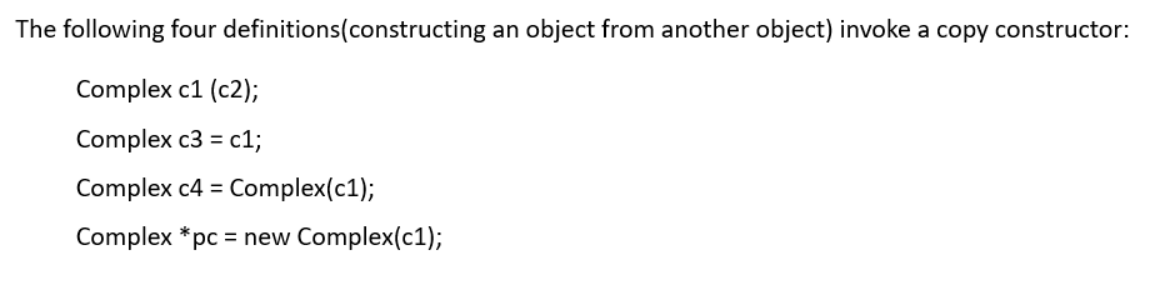 The following four definitions(constructing an object from another object) invoke a copy constructor:
Complex c1 (c2);
Complex c3 = c1;
Complex c4 = Complex(c1);
Complex *pc = new Complex(c1);